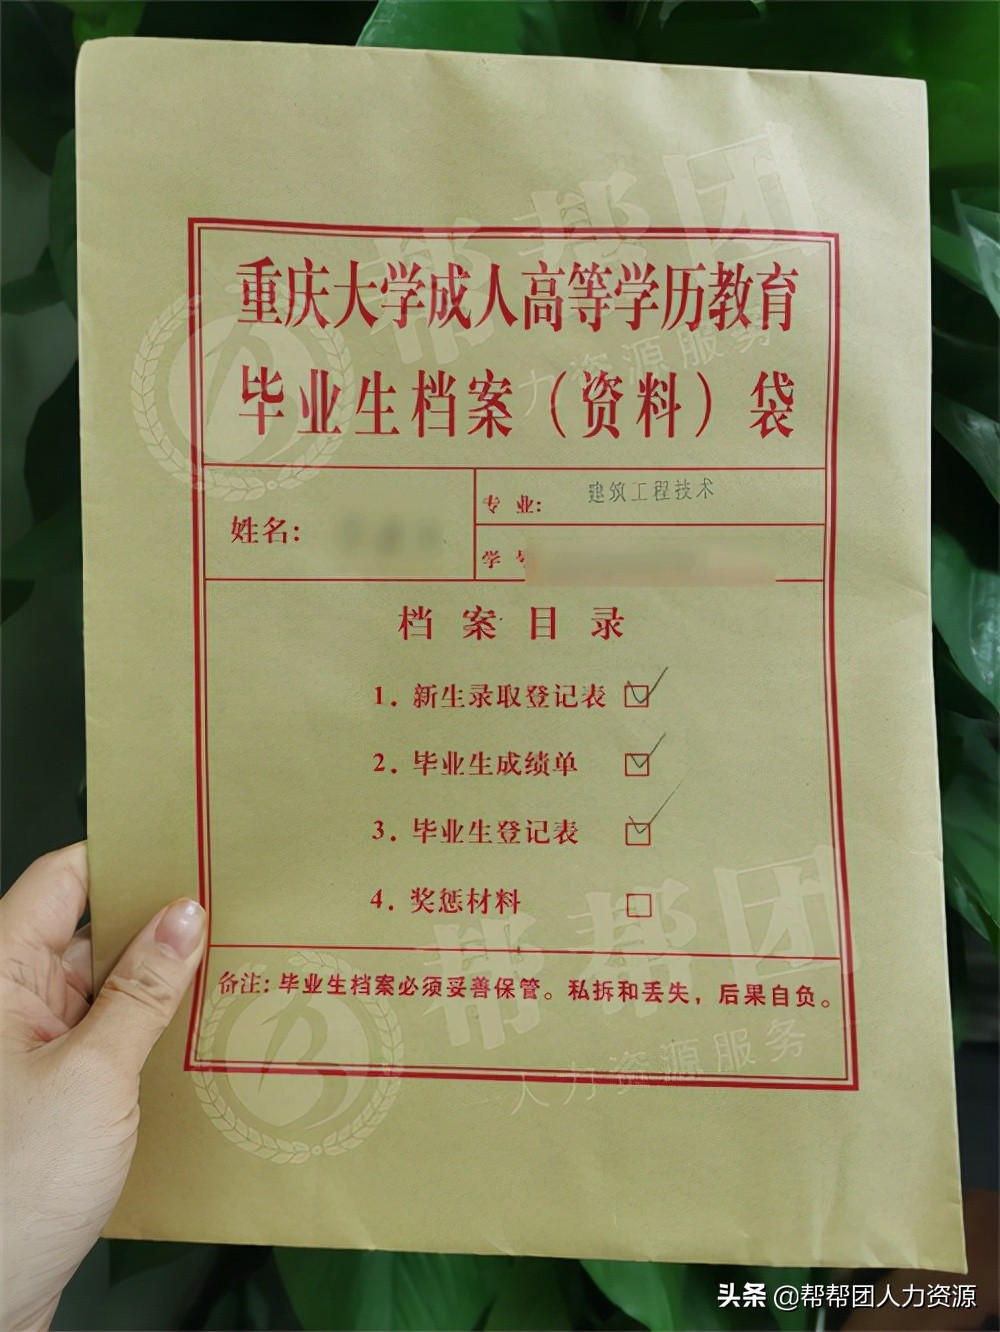 重庆大学成人高等学历教育
毕业生档案（资料）袋
姓名：
专 业： 建筑工程技术
学
档 案 目 录
1. 新生录取登记表
2. 毕业生成绩单
3. 毕业生登记表
4. 奖惩材料
备注：毕业生档案必须妥善保管。私拆和丢失，后果自负。
帮帮团
人力资源服务
帮帮团
人力资源服务
头条 @帮帮团人力资源